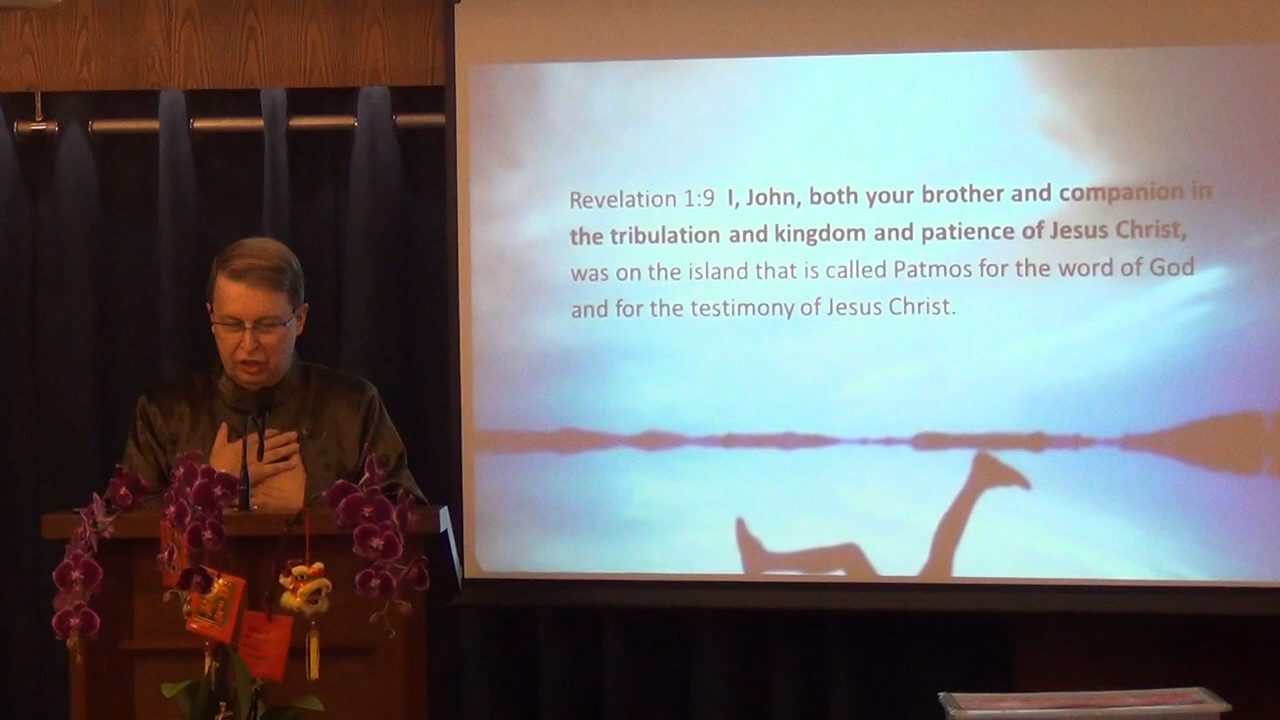 Revelation 1:9 I, John, both your brother and companion in
the tribulation and kingdom and patience of Jesus Christ,
was on the island that is called Patmos for the word of God
and for the testimony of Jesus Christ.